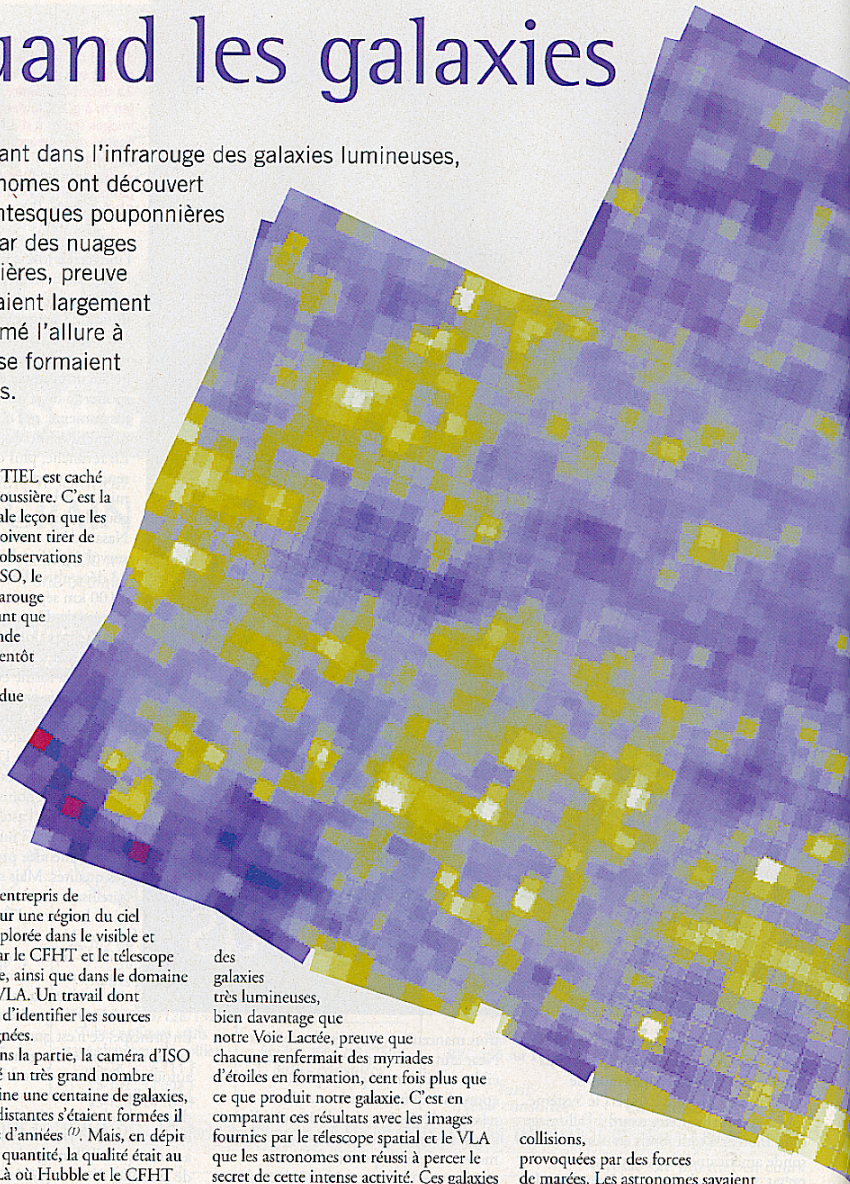 uand les galaxies
ant dans l'infrarouge des galaxies lumineuses,
nomes ont découvert
ntesques pouponnières
ar des nuages
ières, preuve
aient largement
mé l'allure à
se formaient
s.
TIEL est caché
oussière. C'est la
ale leçon que les
oivent tirer de
observations
SO, le
arouge
ant que
nde
entôt
due
entrepris de
ur une région du ciel
plorée dans le visible et
ar le CFHT et le télescope
e, ainsi que dans le domaine
VLA. Un travail dont
d'identifier les sources
gnées.
ns la partie, la caméra d'ISO
é un très grand nombre
ine une centaine de galaxies,
distantes s'étaient formées il
d'années (1). Mais, en dépit
quantité, la qualité était au
Là où Hubble et le CFHT
des
galaxies
très lumineuses,
bien davantage que
notre Voie Lactée, preuve que
chacune renfermait des myriades
d'étoiles en formation, cent fois plus que
ce que produit notre galaxie. C'est en
comparant ces résultats avec les images
fournies par le télescope spatial et le VLA
que les astronomes ont réussi à percer le
secret de cette intense activité. Ces galaxies
collisions,
provoquées par des forces
de marées. Les astronomes savaient